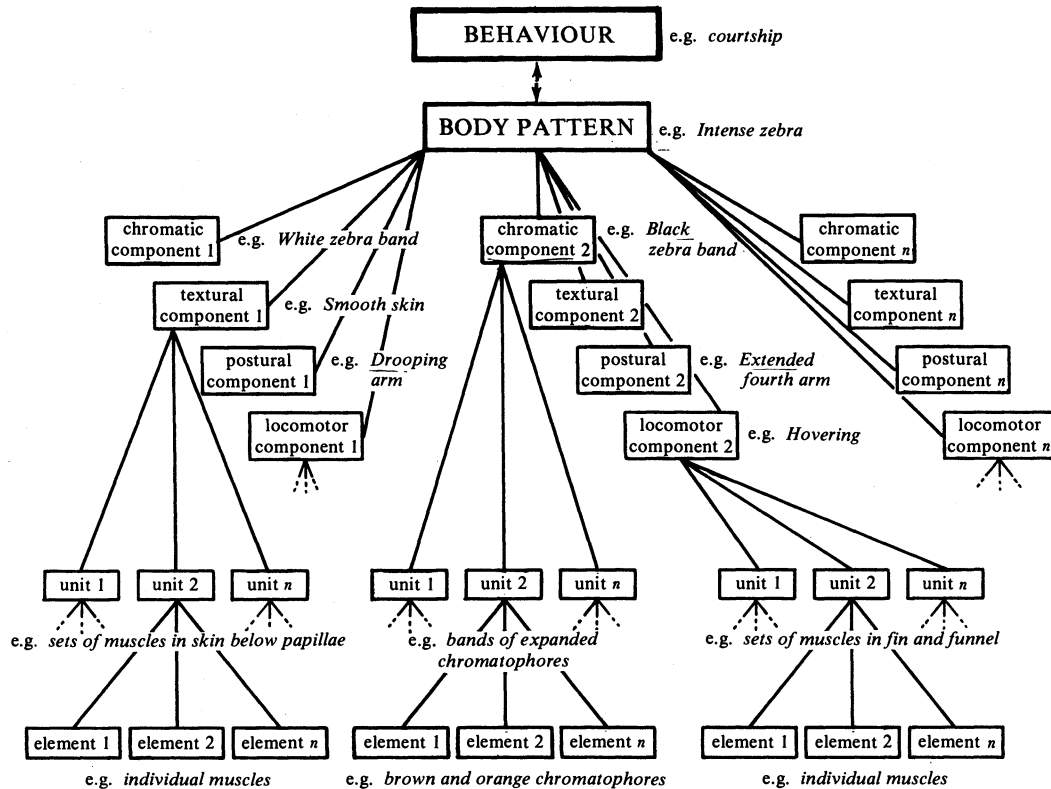 BEHAVIOUR
e.g. courtship
BODY PATTERN
e.g. Intense zebra
chromatic
component 1
e.g. White zebra band
chromatic
component 2
e.g. Black
zebra band
chromatic
component n
textural
component 1
e.g. Smooth skin
textural
component 2
textural
component n
postural
component 1
e.g. Drooping
arm
postural
component 2
e.g. Extended
fourth arm
postural
component n
locomotor
component 1
locomotor
component 2
e.g. Hovering
locomotor
component n
unit 1
unit 2
unit n
unit 1
unit 2
unit n
unit 1
unit 2
unit n
e.g. sets of muscles in skin below papillae
e.g. bands of expanded
chromatophores
e.g. sets of muscles in fin and funnel
element 1
element 2
element n
element 1
element 2
element n
element 1
element 2
element n
e.g. individual muscles
e.g. brown and orange chromatophores
e.g. individual muscles